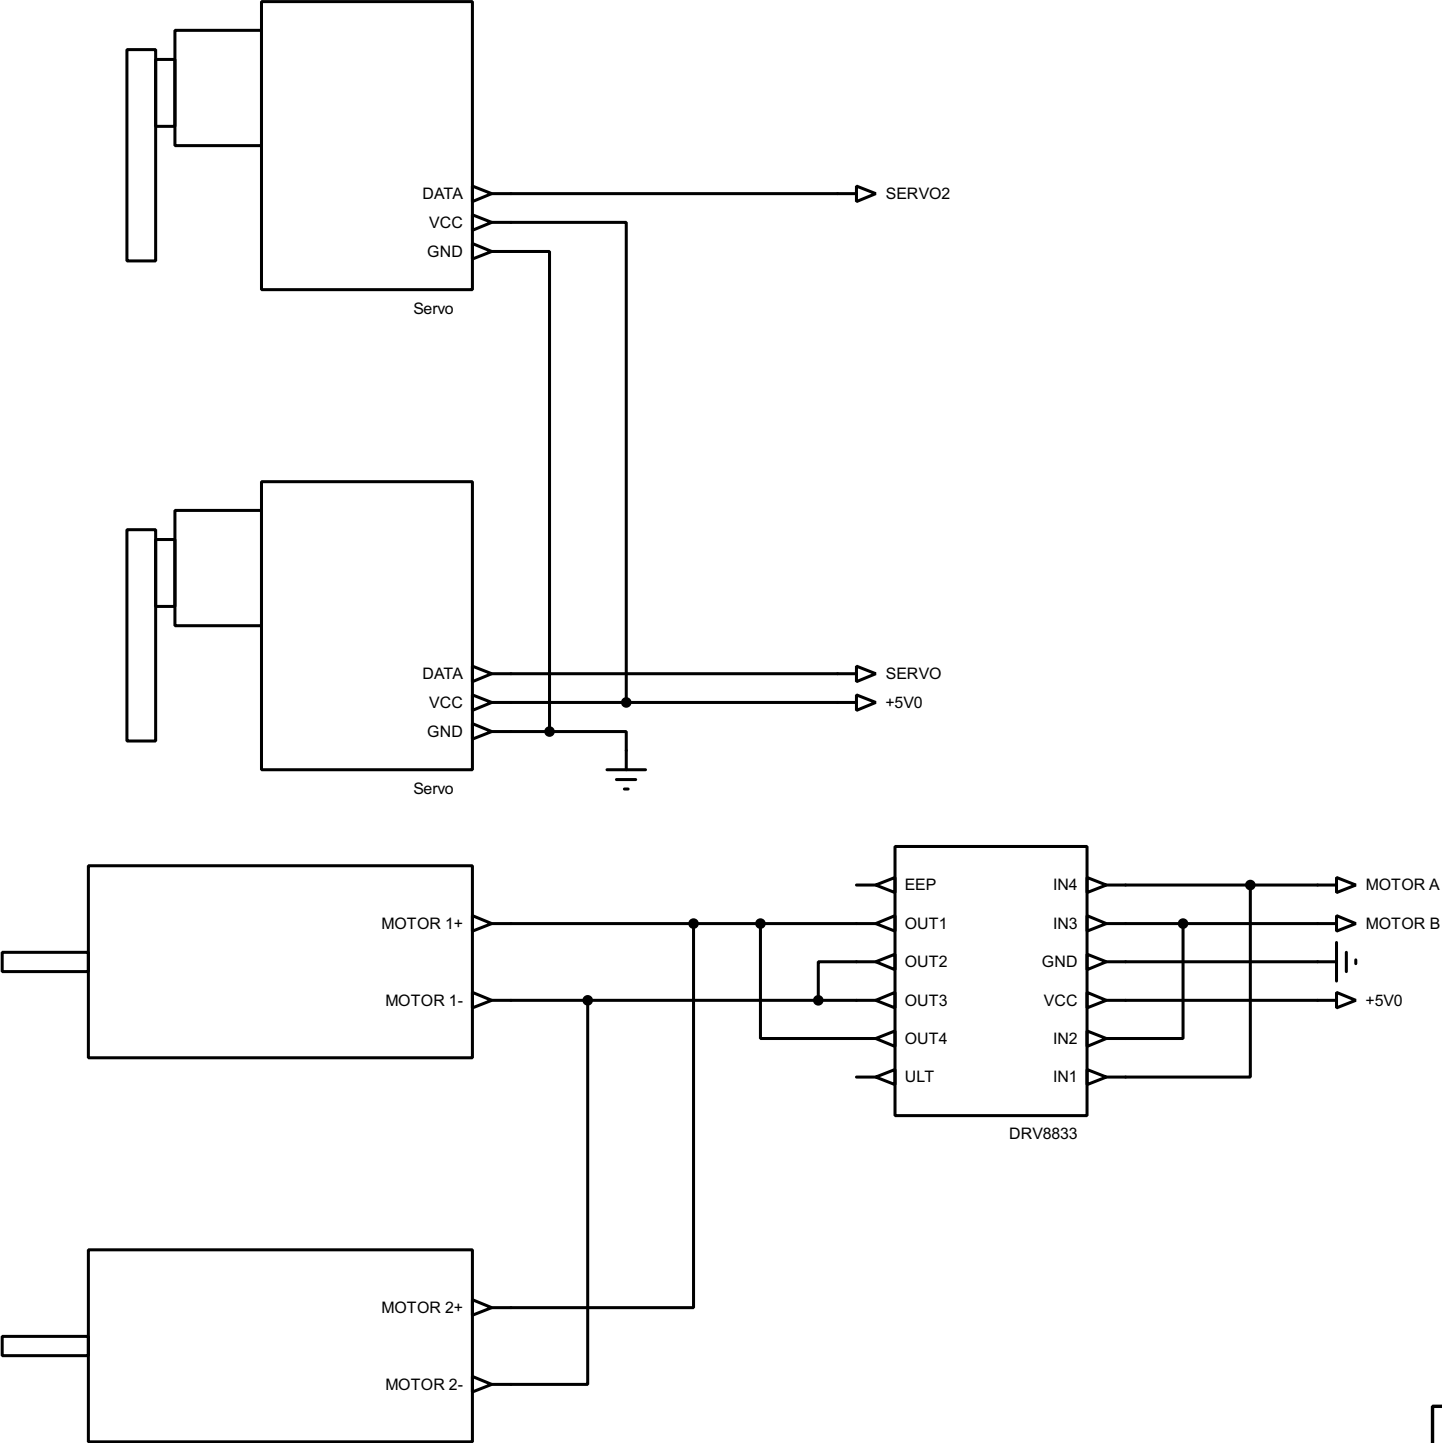 DATA
SERVO2
VCC
GND
Servo
DATA
SERVO
VCC
+5V0
GND
Servo
MOTOR 1+
MOTOR 1-
EEP
OUT1
OUT2
OUT3
OUT4
ULT
IN4
IN3
GND
VCC
IN2
IN1
DRV8833
MOTOR A
MOTOR B
+5V0
MOTOR 2+
MOTOR 2-